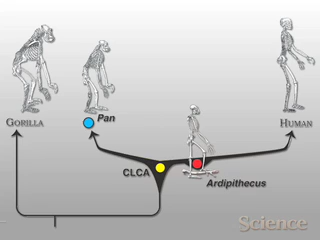 GORILLA
Pan
HUMAN
CLCA
Ardipithecus
Science